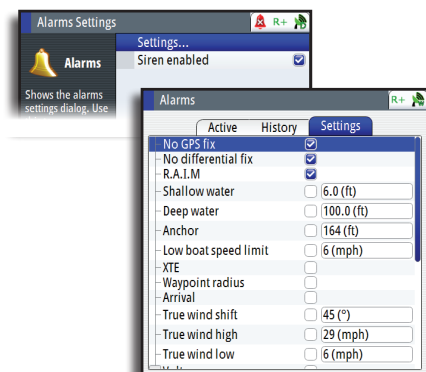 Alarms Settings
R+
Settings...
Alarms
Siren enabled
Shows the alarms
settings dialog. Use
Alarms
R+
Active History Settings
No GPS fix
No differential fix
R.A.I.M
Shallow water 6.0 (ft)
Deep water 100.0 (ft)
Anchor 164 (ft)
Low boat speed limit 6 (mph)
XTE
Waypoint radius
Arrival
True wind shift 45 (°)
True wind high 29 (mph)
True wind low 6 (mph)